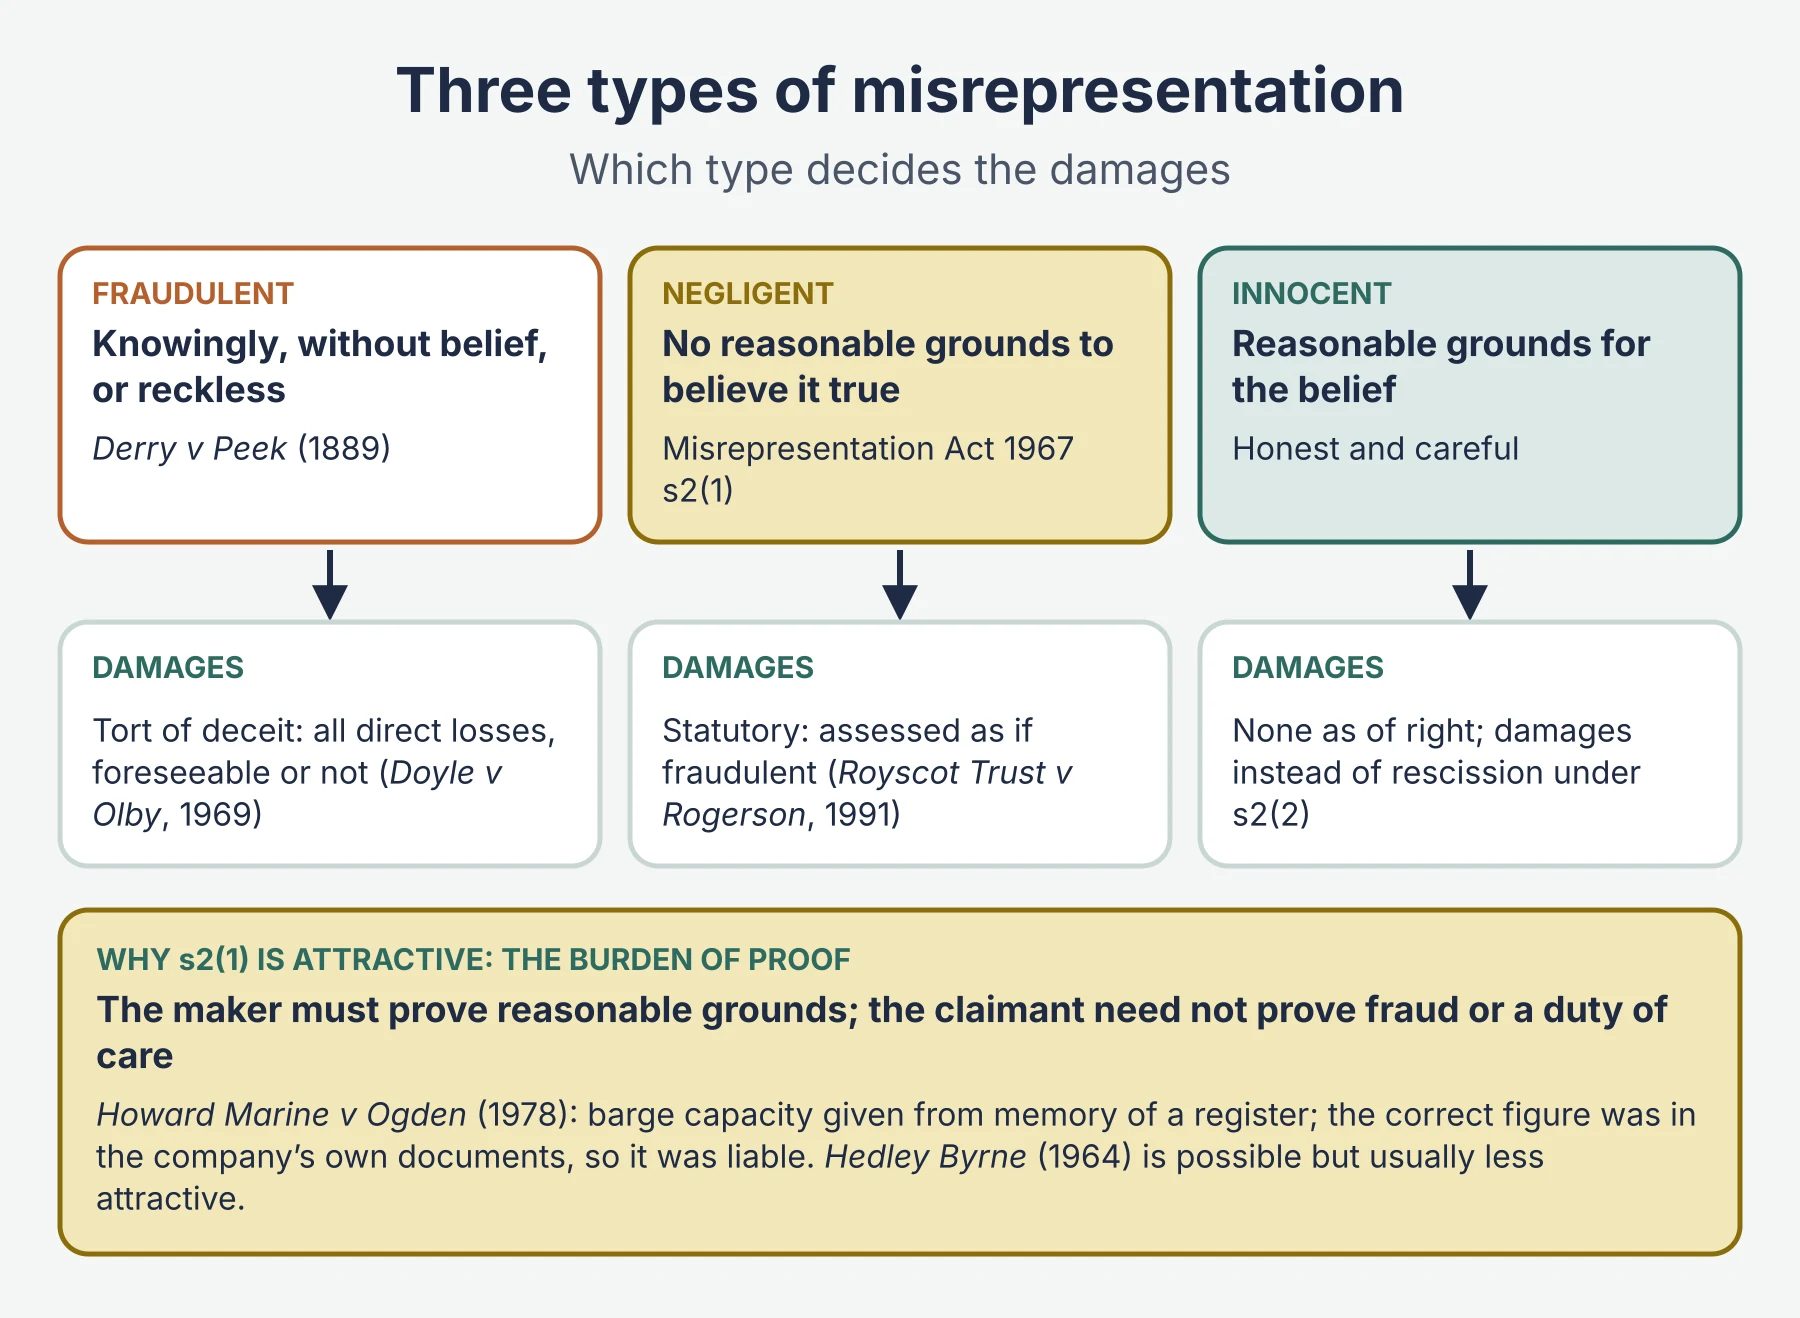 Three types of misrepresentation
Which type decides the damages
FRAUDULENT
Knowingly, without belief,
or reckless
Derry v Peek (1889)
NEGLIGENT
No reasonable grounds to
believe it true
Misrepresentation Act 1967
s2(1)
INNOCENT
Reasonable grounds for
the belief
Honest and careful
DAMAGES
Tort of deceit: all direct losses,
foreseeable or not (Doyle v
Olby, 1969)
DAMAGES
Statutory: assessed as if
fraudulent (Royscot Trust v
Rogerson, 1991)
DAMAGES
None as of right; damages
instead of rescission under
s2(2)
WHY s2(1) IS ATTRACTIVE: THE BURDEN OF PROOF
The maker must prove reasonable grounds; the claimant need not prove fraud or a duty of
care
Howard Marine v Ogden (1978): barge capacity given from memory of a register; the correct figure was in
the company’s own documents, so it was liable. Hedley Byrne (1964) is possible but usually less
attractive.